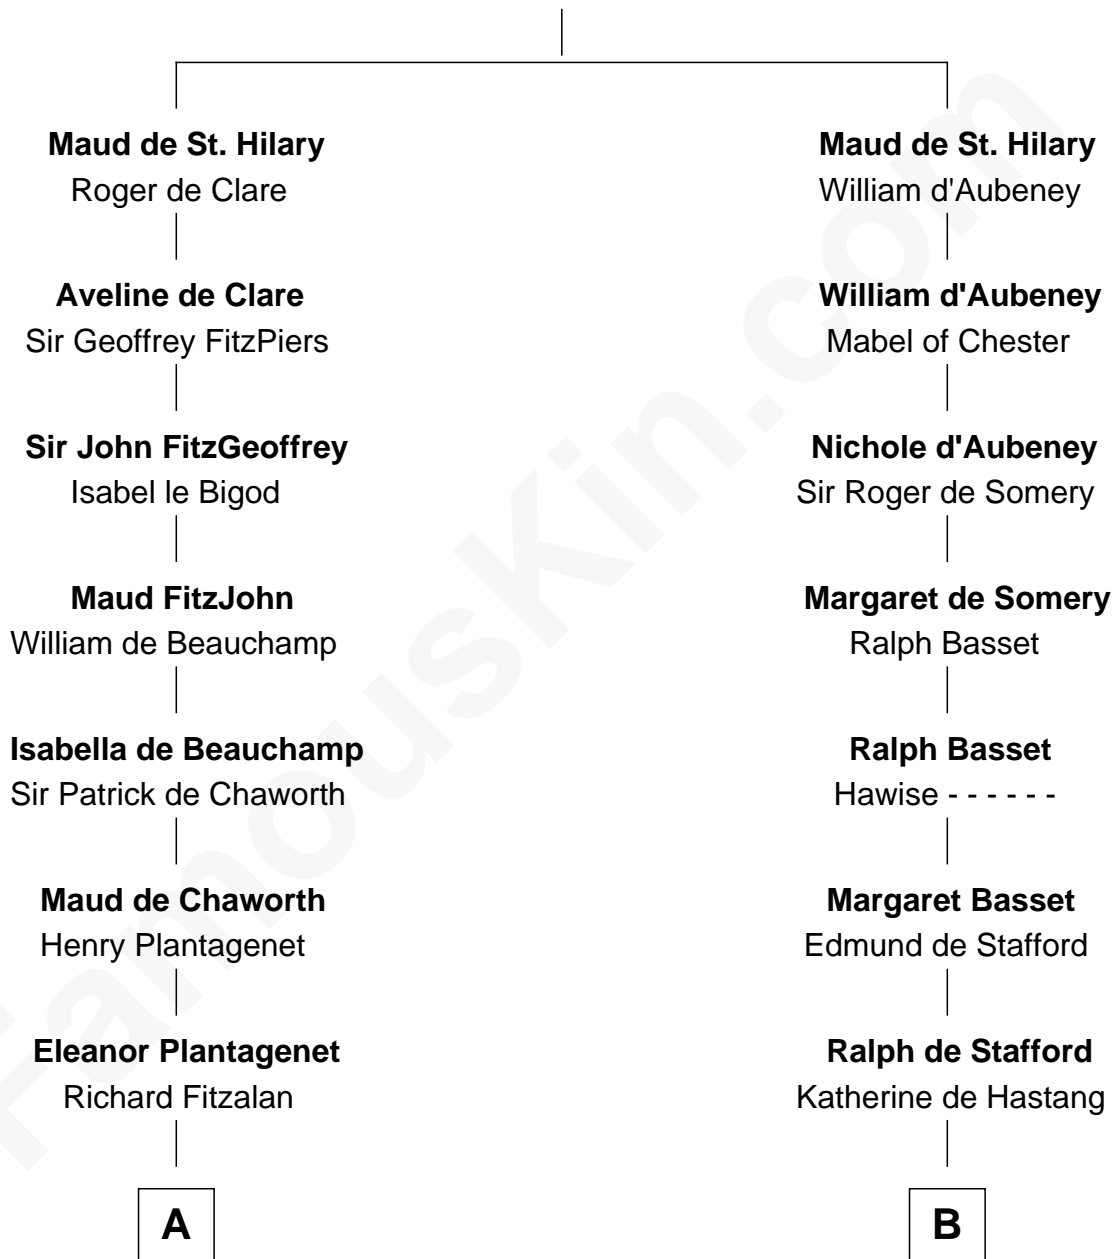 Maud de St. Hilary
Roger de Clare
Aveline de Clare
Sir Geoffrey FitzPiers
Sir John FitzGeoffrey
Isabel le Bigod
Maud FitzJohn
William de Beauchamp
Isabella de Beauchamp
Sir Patrick de Chaworth
Maud de Chaworth
Henry Plantagenet
Eleanor Plantagenet
Richard Fitzalan
A
Maud de St. Hilary
William d'Aubeney
William d'Aubeney
Mabel of Chester
Nichole d'Aubeney
Sir Roger de Somery
Margaret de Somery
Ralph Basset
Ralph Basset
Hawise - - - - - -
Margaret Basset
Edmund de Stafford
Ralph de Stafford
Katherine de Hastang
B
FamousKin.com